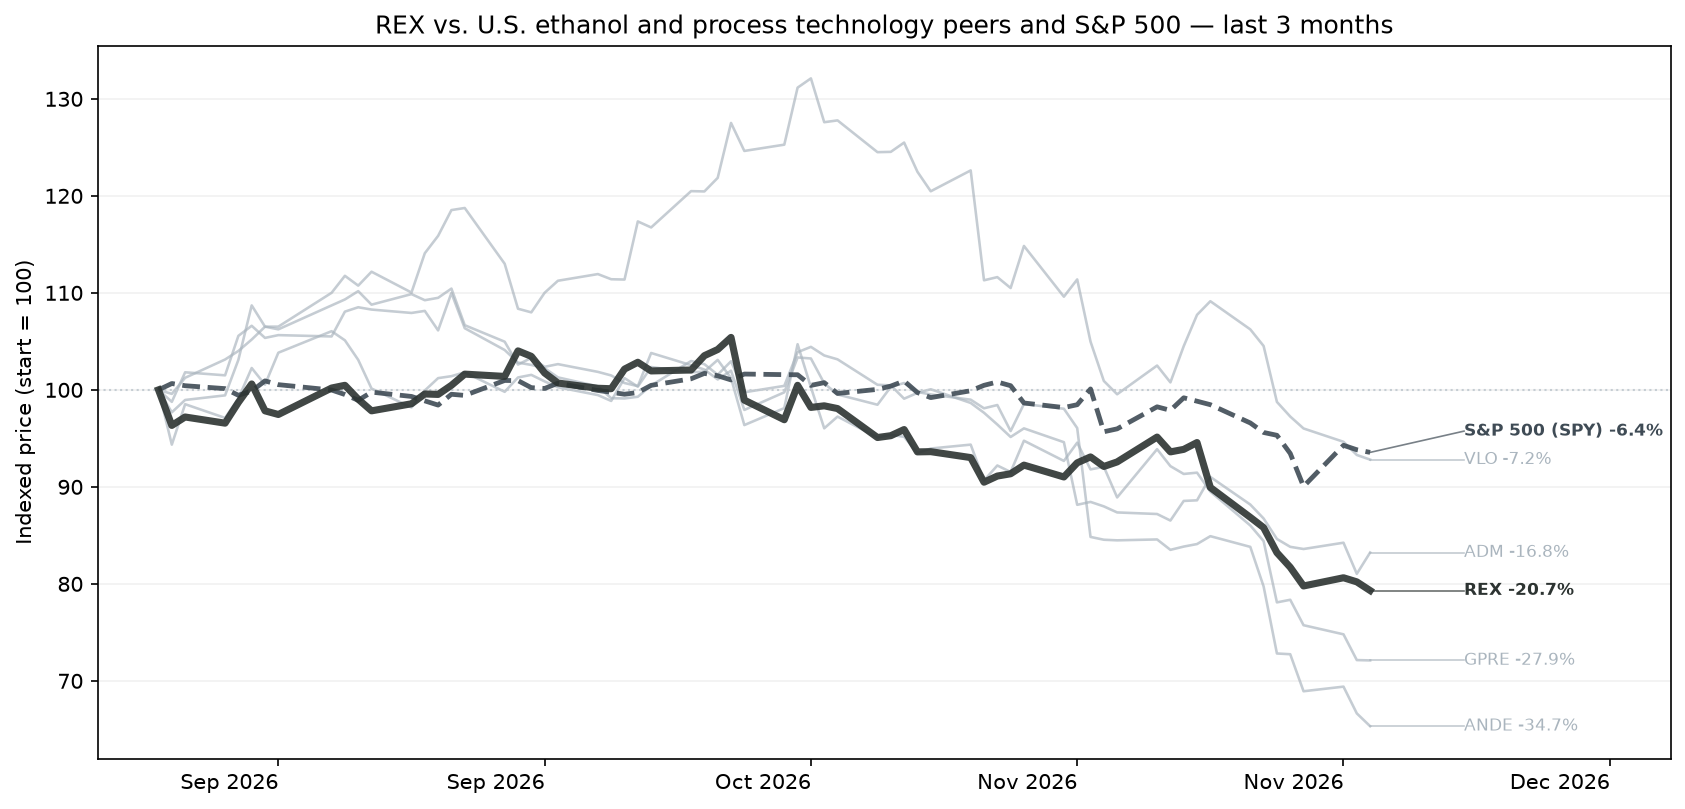 REX vs. U.S. ethanol and process technology peers and S&P 500 — last 3 months
Indexed price (start = 100)
130
120
110
100
90
80
70
S&P 500 (SPY) -6.4%
VLO -7.2%
ADM -16.8%
REX -20.7%
GPRE -27.9%
ANDE -34.7%
Sep 2026
Sep 2026
Oct 2026
Nov 2026
Nov 2026
Dec 2026